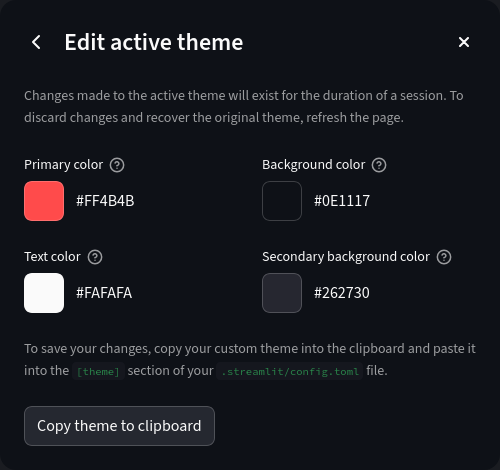 Edit active theme
Changes made to the active theme will exist for the duration of a session. To
discard changes and recover the original theme, refresh the page.
Primary color
Background color
#FF4B4B
#0E1117
Text color
Secondary background color
#FAFAFA
#262730
To save your changes, copy your custom theme into the clipboard and paste it
into the [theme] section of your .streamlit/config.toml file.
Copy theme to clipboard